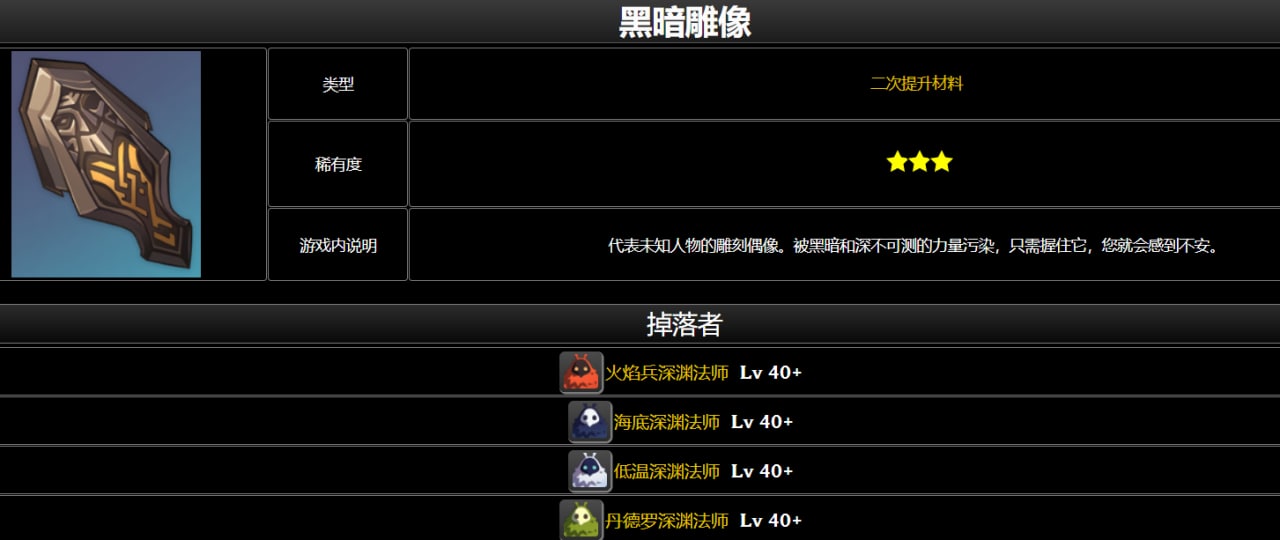 黑暗雕像
类型
二次提升材料
稀有度
★★★
游戏内说明
代表未知人物的雕刻偶像。被黑暗和深不可测的力量污染，只需握住它，您就会感到不安。
掉落者
火焰兵深渊法师 Lv 40+
海底深渊法师 Lv 40+
低温深渊法师 Lv 40+
丹德罗深渊法师 Lv 40+